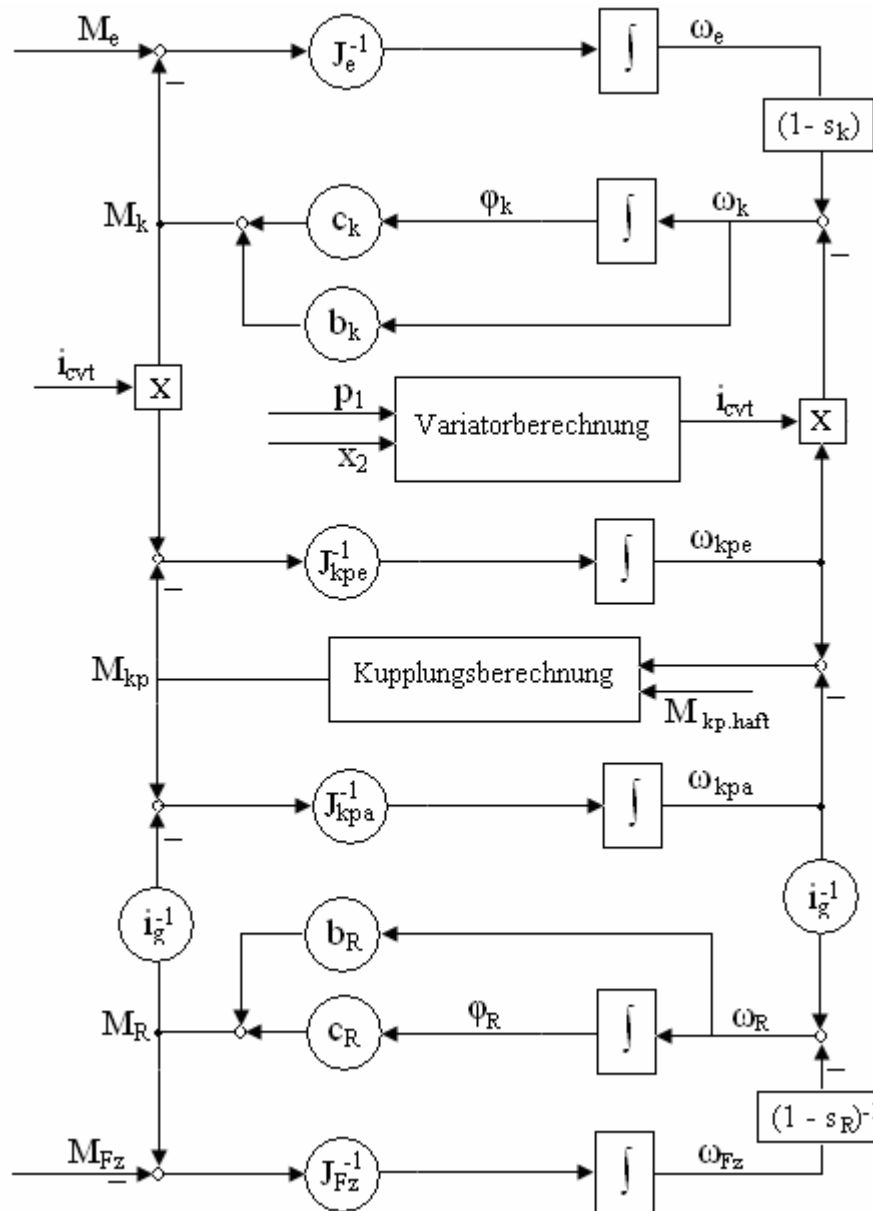 M_e J_e^-1 ∫ ω_e
−
(1- s_k)
M_k c_k φ_k ∫ ω_k
−
b_k
i_cvt X
p_1
x_2
Variatorberechnung
i_cvt X
J_kpe^-1 ∫ ω_kpe
−
M_kp Kupplungsberechnung
−
M_kp.haft
J_kpa^-1 ∫ ω_kpa
−
i_g^-1 i_g^-1
b_R
M_R c_R φ_R ∫ ω_R
−
(1 - s_R)^-
M_Fz J_Fz^-1 ∫ ω_Fz
−